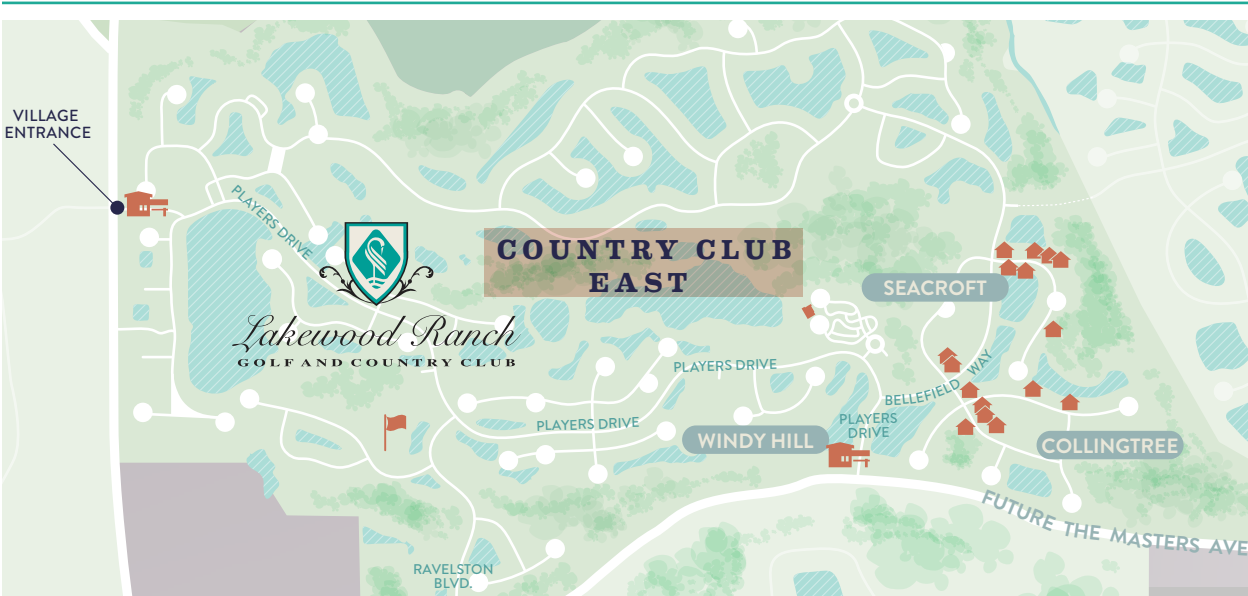 VILLAGE
ENTRANCE
PLAYERS DRIVE
COUNTRY CLUB
EAST
SEACROFT
Lakewood Ranch
GOLF AND COUNTRY CLUB
PLAYERS DRIVE
BELLEFIELD WAY
PLAYERS DRIVE
PLAYERS
DRIVE
WINDY HILL
COLLINGTREE
FUTURE THE MASTERS AVE
RAVELSTON
BLVD.